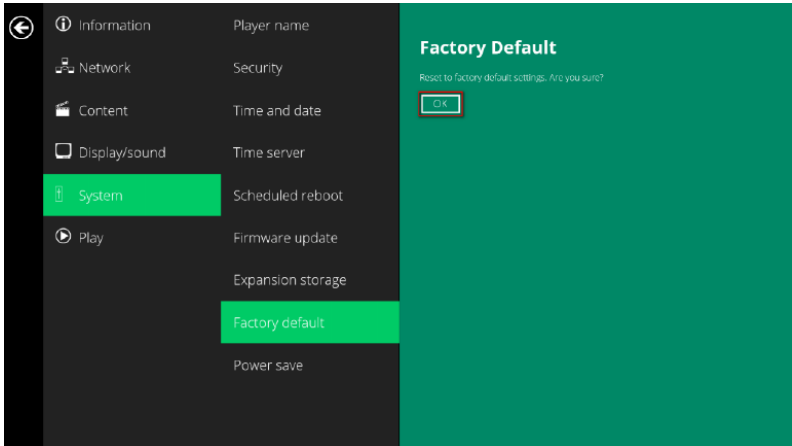 Information
Network
Content
Display/sound
System
Play
Player name
Security
Time and date
Time server
Scheduled reboot
Firmware update
Expansion storage
Factory default
Power save
Factory Default
Reset to factory default settings. Are you sure?
OK